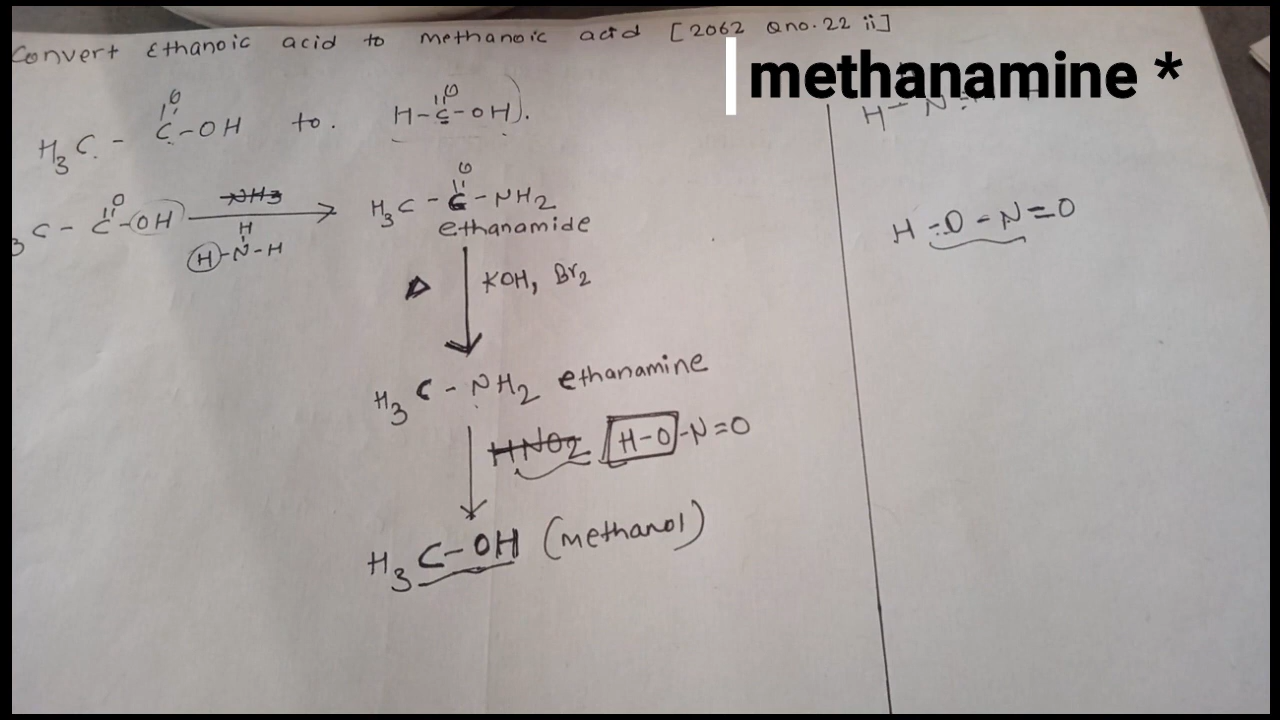 Convert Ethanoic acid to methanoic acid [2062 Qno.22 ii]
methanamine *
O
H3C - C-OH to. H-C-OH).
O
3C - C-OH NH3 H3C - C-NH2
H
H-N-H
ethanamide
KOH, Br2
H3C - NH2 ethanamine
HNO2 H-O-N=O
H3C-OH (methanol)
H-O-N=O